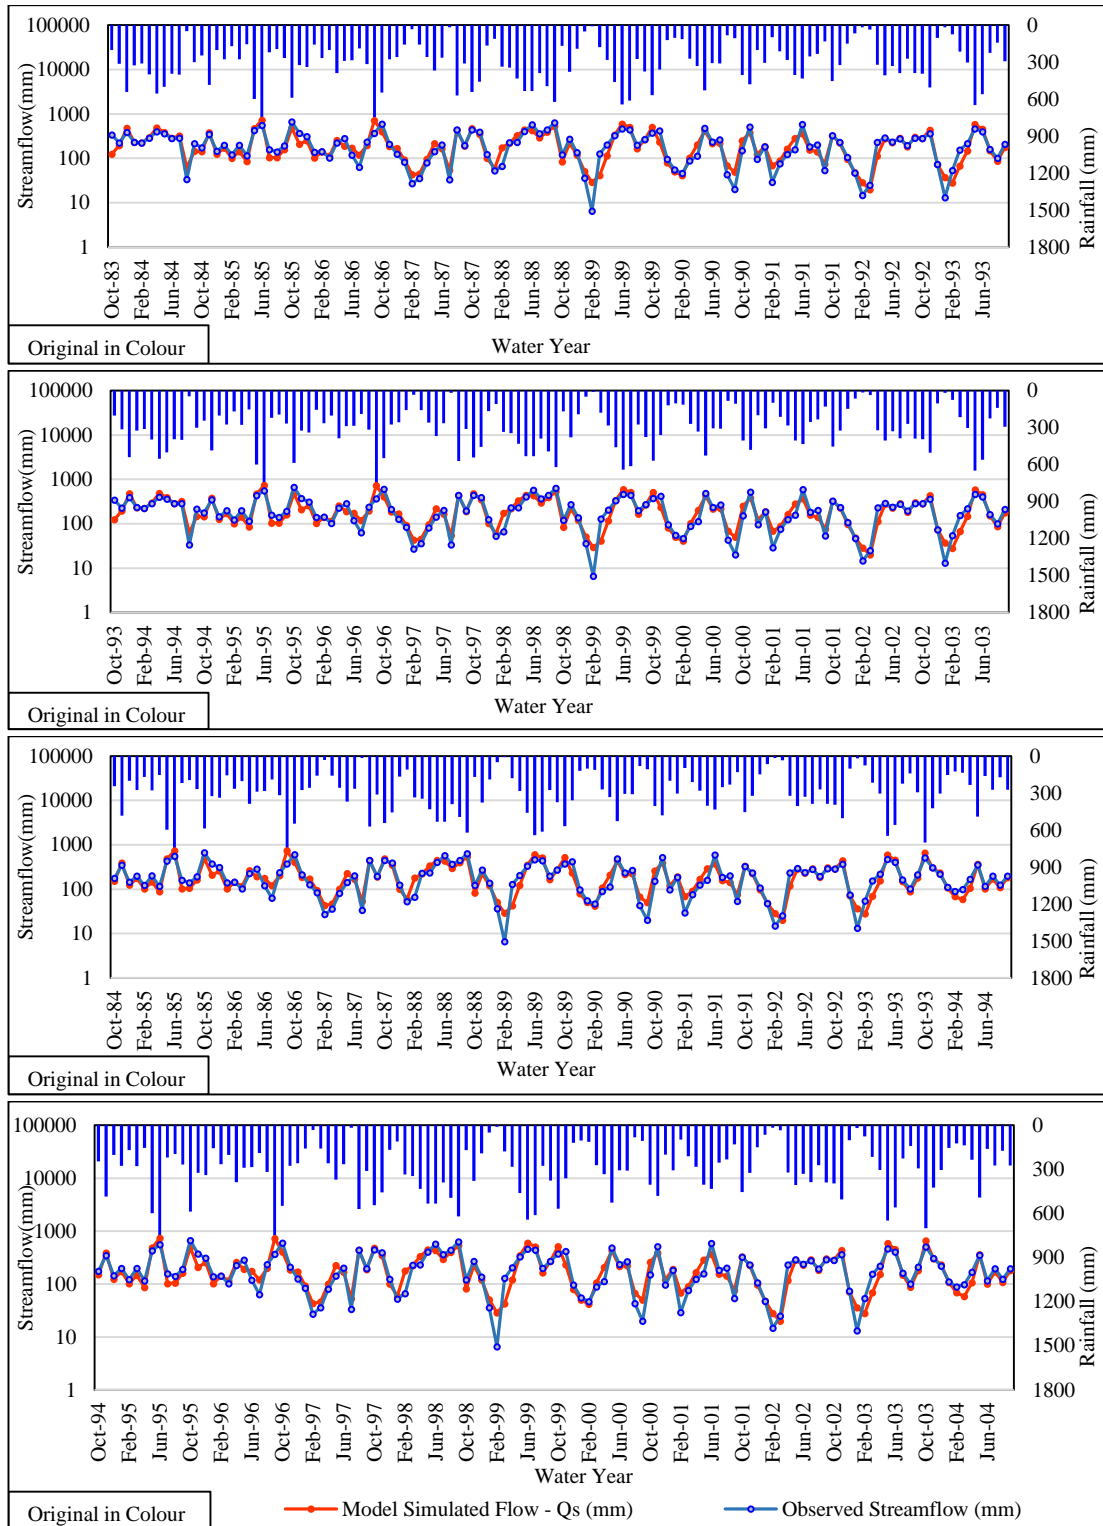 100000
10000
1000
100
10
1
Streamflow(mm)
0
300
600
900
1200
1500
1800
Rainfall (mm)
Oct-83
Feb-84
Jun-84
Oct-84
Feb-85
Jun-85
Oct-85
Feb-86
Jun-86
Oct-86
Feb-87
Jun-87
Oct-87
Feb-88
Jun-88
Oct-88
Feb-89
Jun-89
Oct-89
Feb-90
Jun-90
Oct-90
Feb-91
Jun-91
Oct-91
Feb-92
Jun-92
Oct-92
Feb-93
Jun-93
Water Year
Original in Colour
100000
10000
1000
100
10
1
Streamflow(mm)
0
300
600
900
1200
1500
1800
Rainfall (mm)
Oct-93
Feb-94
Jun-94
Oct-94
Feb-95
Jun-95
Oct-95
Feb-96
Jun-96
Oct-96
Feb-97
Jun-97
Oct-97
Feb-98
Jun-98
Oct-98
Feb-99
Jun-99
Oct-99
Feb-00
Jun-00
Oct-00
Feb-01
Jun-01
Oct-01
Feb-02
Jun-02
Oct-02
Feb-03
Jun-03
Water Year
Original in Colour
100000
10000
1000
100
10
1
Streamflow(mm)
0
300
600
900
1200
1500
1800
Rainfall (mm)
Oct-84
Feb-85
Jun-85
Oct-85
Feb-86
Jun-86
Oct-86
Feb-87
Jun-87
Oct-87
Feb-88
Jun-88
Oct-88
Feb-89
Jun-89
Oct-89
Feb-90
Jun-90
Oct-90
Feb-91
Jun-91
Oct-91
Feb-92
Jun-92
Oct-92
Feb-93
Jun-93
Oct-93
Feb-94
Jun-94
Water Year
Original in Colour
100000
10000
1000
100
10
1
Streamflow(mm)
0
300
600
900
1200
1500
1800
Rainfall (mm)
Oct-94
Feb-95
Jun-95
Oct-95
Feb-96
Jun-96
Oct-96
Feb-97
Jun-97
Oct-97
Feb-98
Jun-98
Oct-98
Feb-99
Jun-99
Oct-99
Feb-00
Jun-00
Oct-00
Feb-01
Jun-01
Oct-01
Feb-02
Jun-02
Oct-02
Feb-03
Jun-03
Oct-03
Feb-04
Jun-04
Water Year
Original in Colour
Model Simulated Flow - Qs (mm)
Observed Streamflow (mm)